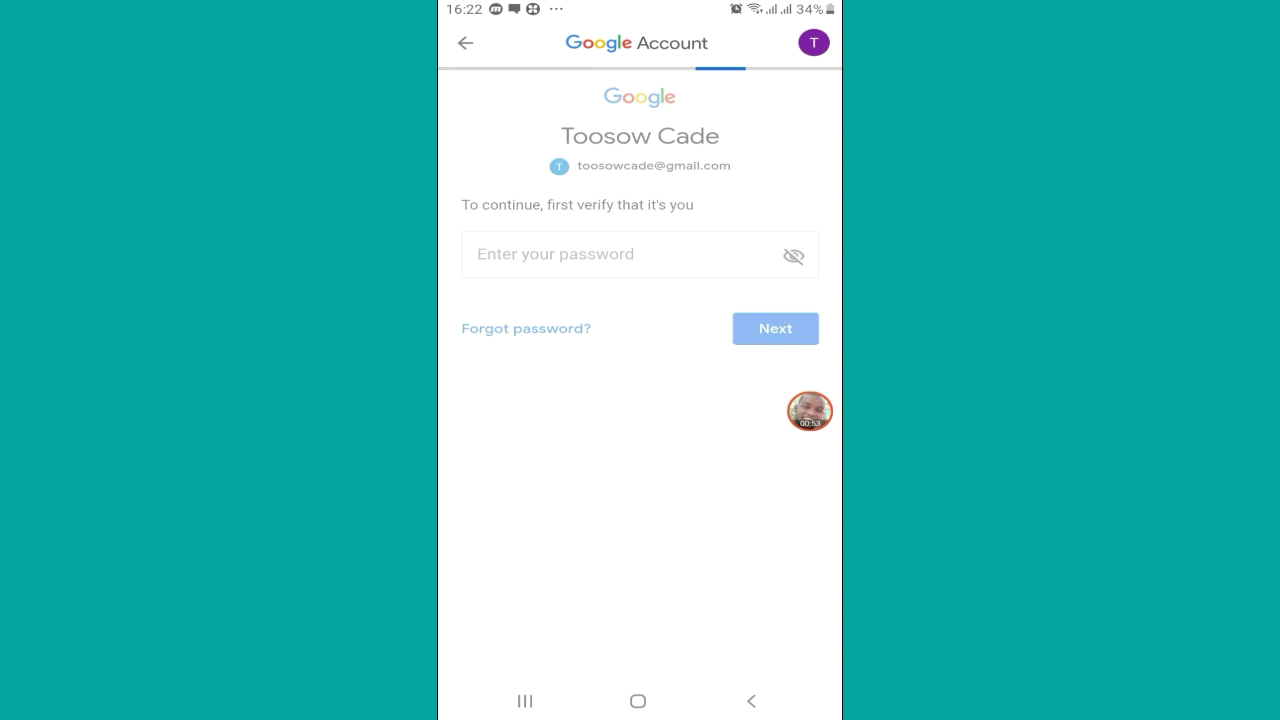 16:22 34%
Google Account
T
Google
Toosow Cade
T toosowcade@gmail.com
To continue, first verify that it's you
Enter your password
Forgot password?
Next
00:53